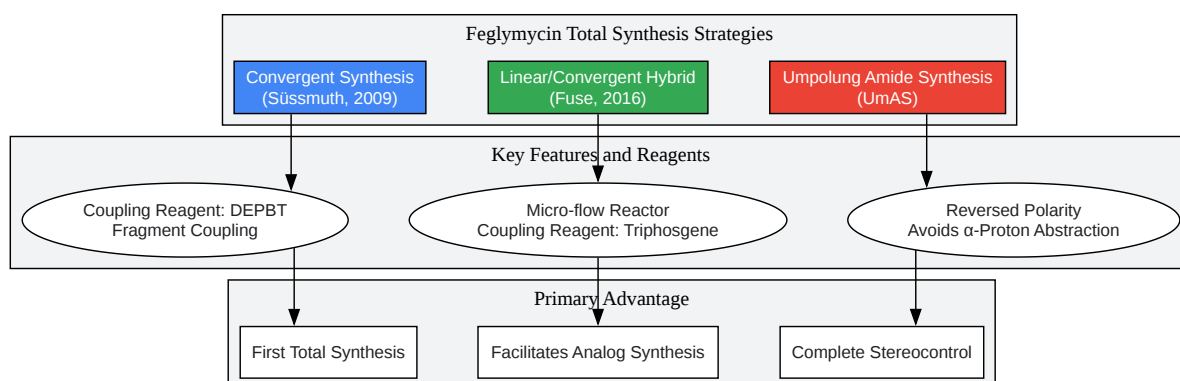 Feglymycin Total Synthesis Strategies
Convergent Synthesis
(Süssmuth, 2009)
Linear/Convergent Hybrid
(Fuse, 2016)
Umpolung Amide Synthesis
(UmAS)
Key Features and Reagents
Coupling Reagent: DEPBT
Fragment Coupling
Micro-flow Reactor
Coupling Reagent: Triphosgene
Reversed Polarity
Avoids α-Proton Abstraction
Primary Advantage
First Total Synthesis
Facilitates Analog Synthesis
Complete Stereocontrol